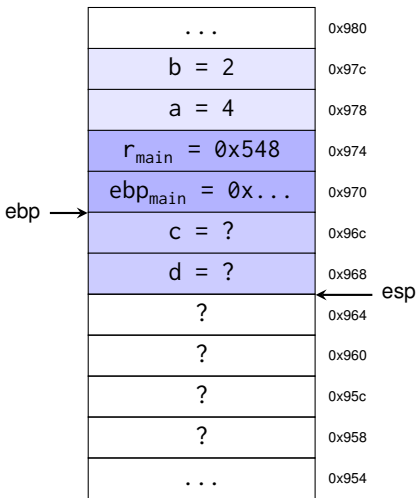 ... 0x980
b = 2 0x97c
a = 4 0x978
r_main = 0x548 0x974
ebp_main = 0x... 0x970
ebp
c = ? 0x96c
d = ? 0x968
esp
? 0x964
? 0x960
? 0x95c
? 0x958
... 0x954